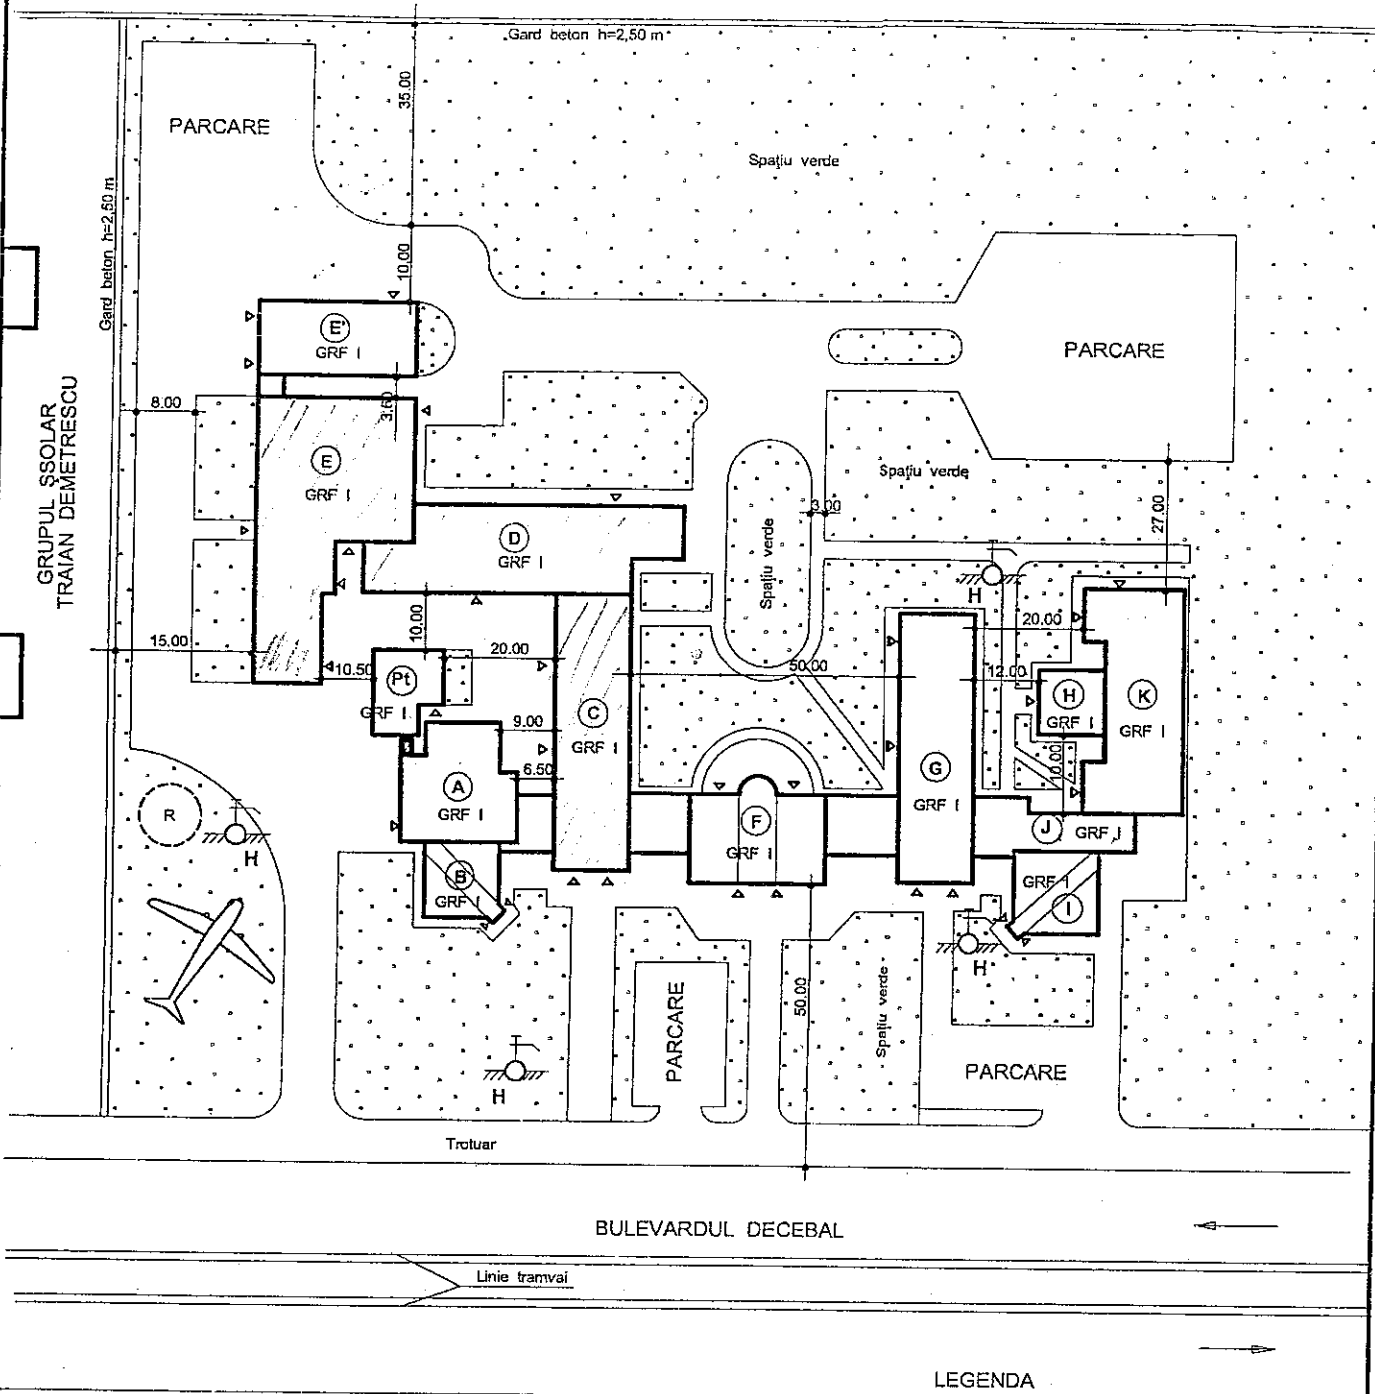 Gard beton h=2,50 m
35.00
PARCARE
Spaţiu verde
Gard beton h=2,50 m
10,00
E'
GRF I
PARCARE
8.00
3.60
GRUPUL ŞSOLAR
TRAIAN DEMETRESCU
E
GRF I
Spaţiu verde
27,00
3,00
D
GRF I
Spaţiu verde
H
10,00
20.00
15,00
10.50
20.00
50.00
12.00
Pt
GRF I
H
GRF I
K
GRF I
C
GRF I
9.00
6.50
10,00
A
GRF I
G
GRF I
R
H
F
GRF I
J
GRF I
B
GRF I
GRF I
I
H
50.00
PARCARE
Spaţiu verde
H
PARCARE
Trotuar
BULEVARDUL DECEBAL
Linie tramvai
LEGENDA